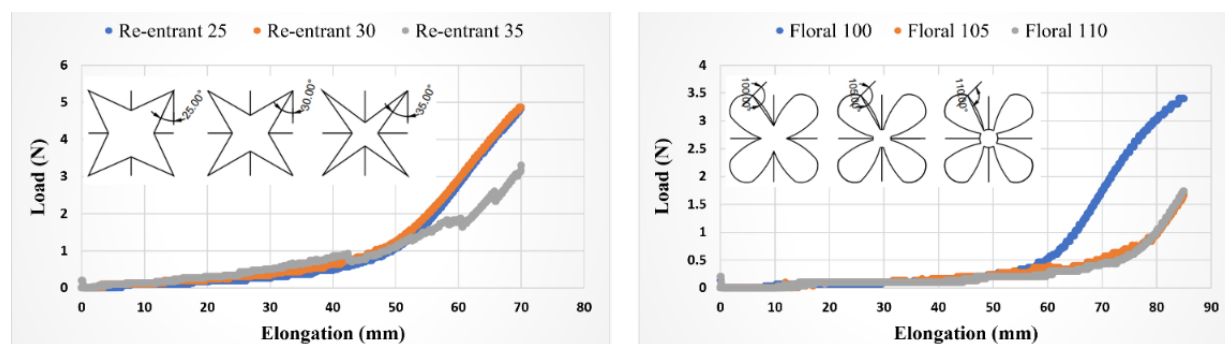 Re-entrant 25 Re-entrant 30 Re-entrant 35
6
5
4
3
2
1
0
Load (N)
25.00°
30.00°
35.00°
0 10 20 30 40 50 60 70 80
Elongation (mm)
Floral 100 Floral 105 Floral 110
4
3.5
3
2.5
2
1.5
1
0.5
0
Load (N)
100.00°
105.00°
110.00°
0 10 20 30 40 50 60 70 80 90
Elongation (mm)